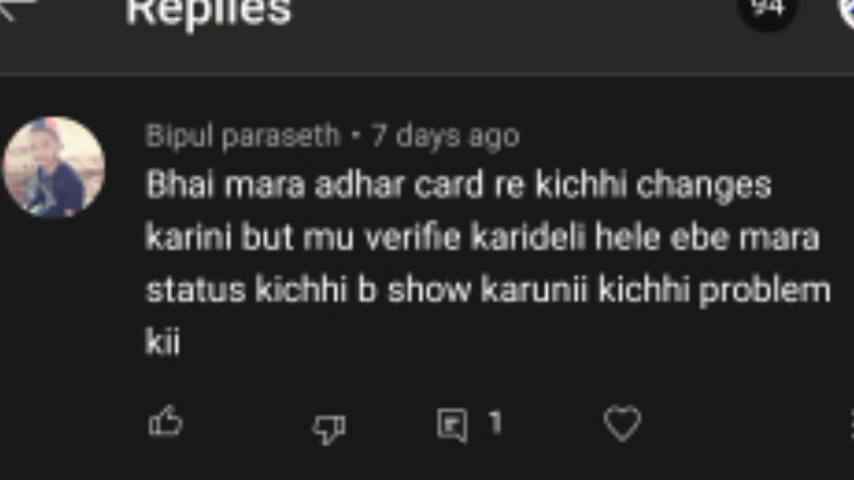 Replies
94
Bipul paraseth • 7 days ago
Bhai mara adhar card re kichhi changes
karini but mu verifie karideli hele ebe mara
status kichhi b show karunii kichhi problem
kii
1